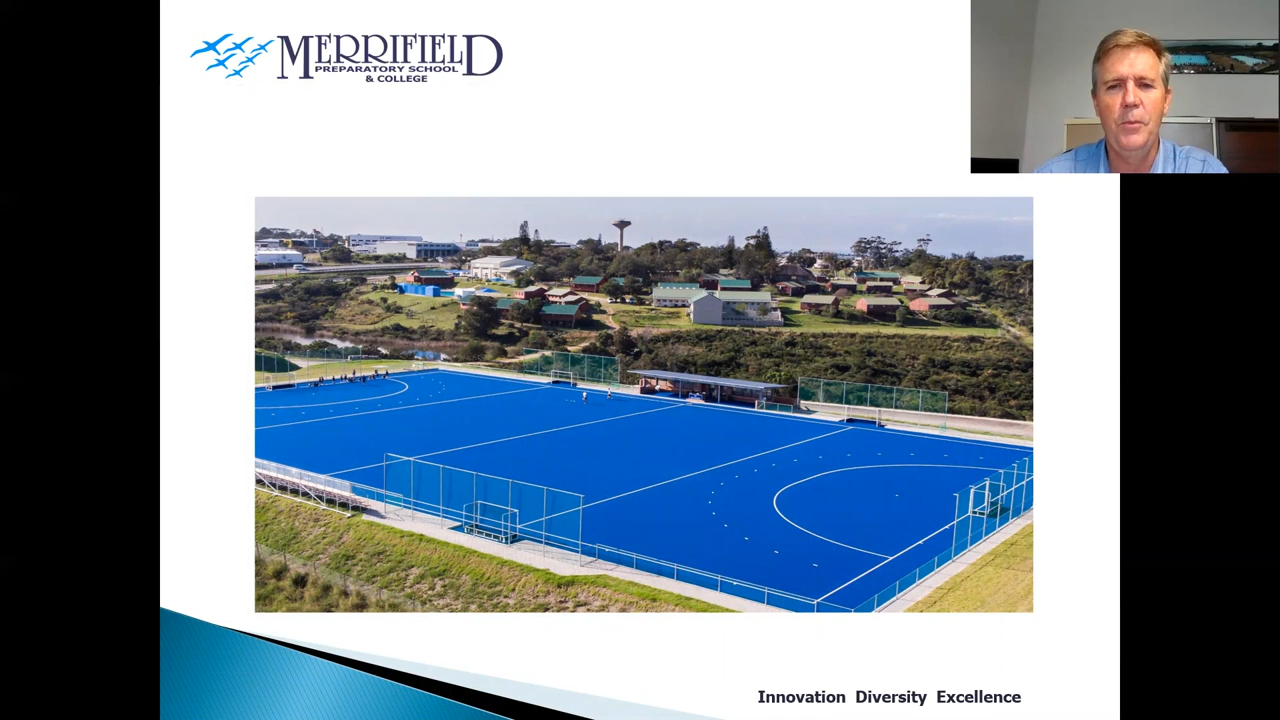 MERRIFIELD
PREPARATORY SCHOOL
& COLLEGE
Innovation Diversity Excellence